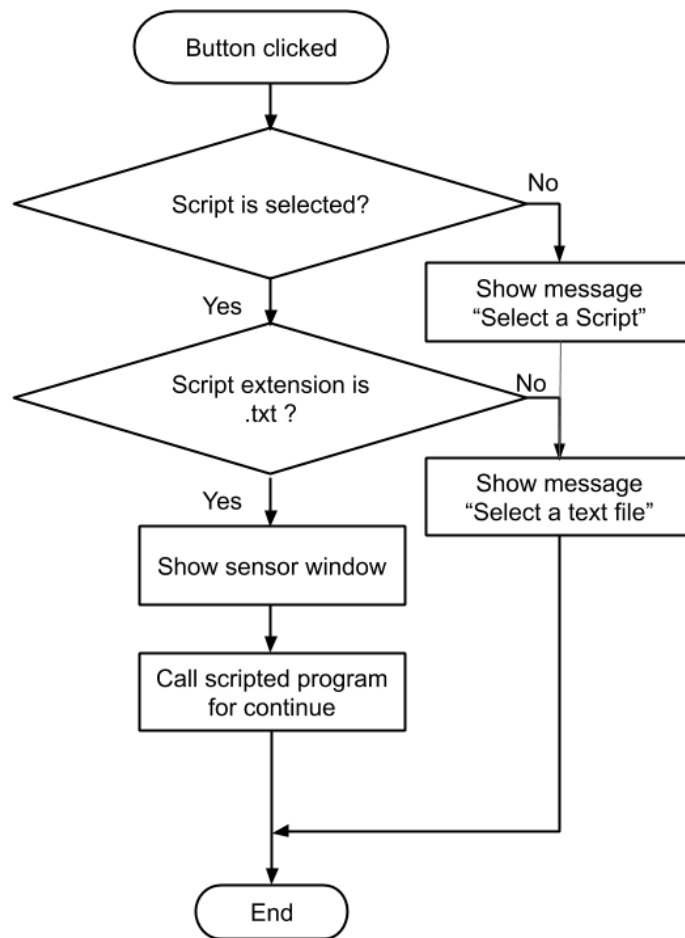 Button clicked
Script is selected?
No
Show message
“Select a Script”
Yes
Script extension is
.txt ?
No
Show message
“Select a text file”
Yes
Show sensor window
Call scripted program
for continue
End